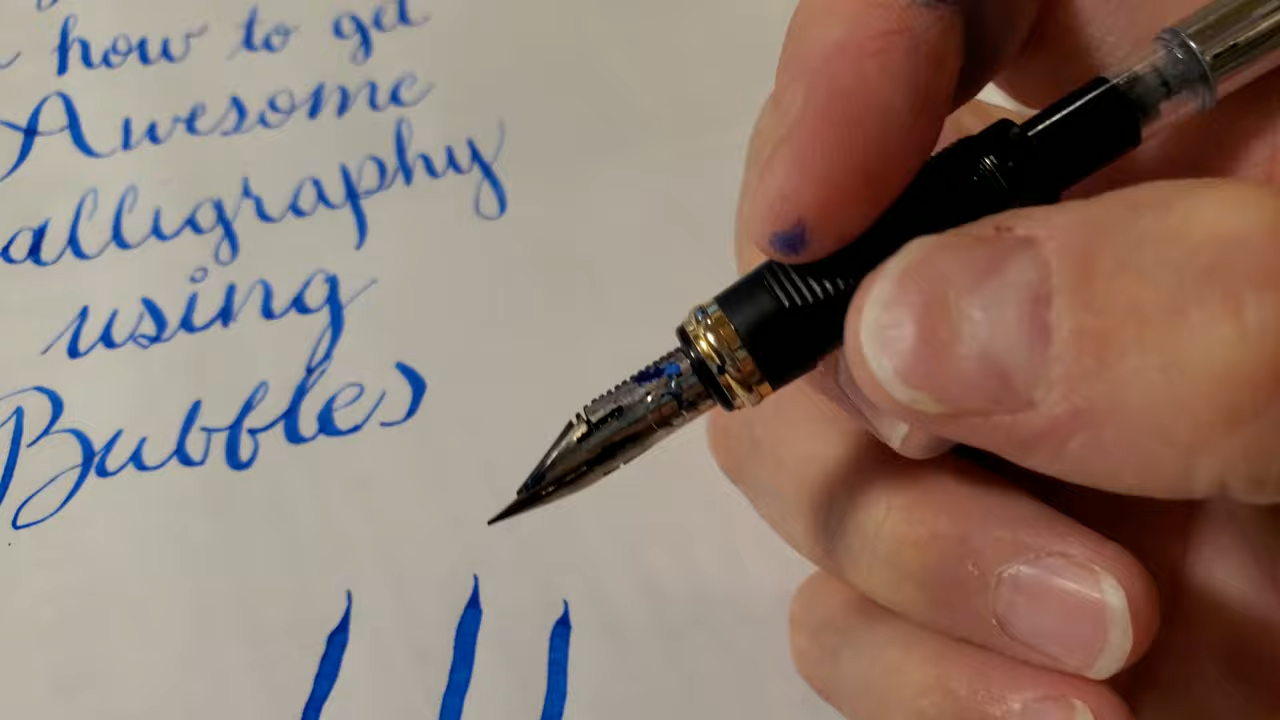 how to get
Awesome
alligraphy
using
Bubbles